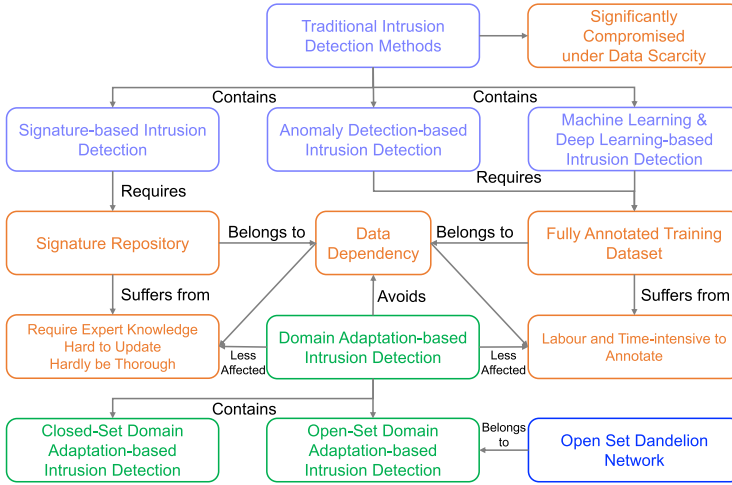 Traditional Intrusion
Detection Methods
Significantly
Compromised
under Data Scarcity
Contains
Contains
Signature-based Intrusion
Detection
Anomaly Detection-based
Intrusion Detection
Machine Learning &
Deep Learning-based
Intrusion Detection
Requires
Requires
Signature Repository
Belongs to
Data
Dependency
Belongs to
Fully Annotated Training
Dataset
Suffers from
Avoids
Suffers from
Require Expert Knowledge
Hard to Update
Hardly be Thorough
Less
Affected
Domain Adaptation-based
Intrusion Detection
Less
Affected
Labour and Time-intensive to
Annotate
Contains
Closed-Set Domain
Adaptation-based
Intrusion Detection
Open-Set Domain
Adaptation-based
Intrusion Detection
Belongs
to
Open Set Dandelion
Network